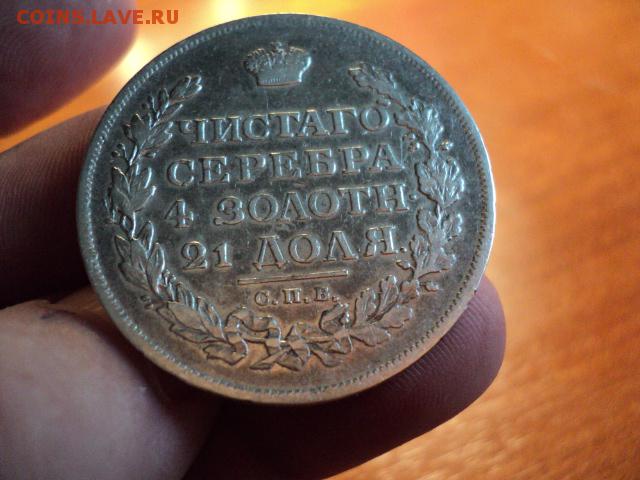 COINS.LAVE.RU
ЧИСТАГО
СЕРЕБРА
4 ЗОЛОТН.
21 ДОЛЯ.
С.П.Б.